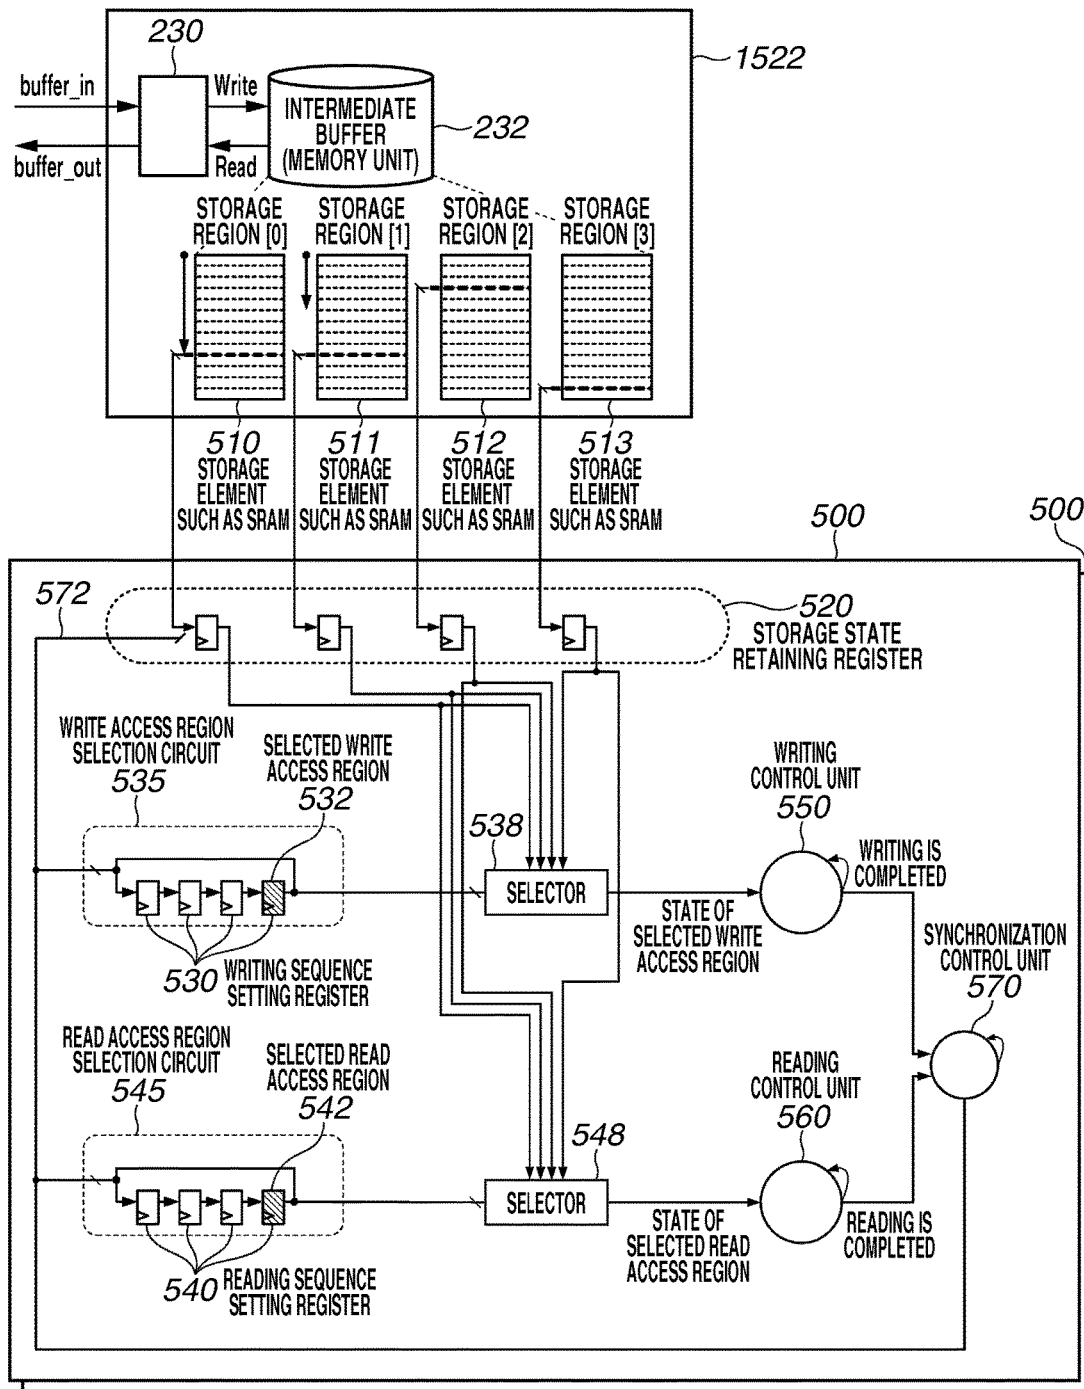 230
1522
buffer_in
Write
INTERMEDIATE
BUFFER
(MEMORY UNIT)
232
buffer_out
Read
STORAGE
REGION [0]
STORAGE
REGION [1]
STORAGE
REGION [2]
STORAGE
REGION [3]
510
STORAGE
ELEMENT
SUCH AS SRAM
511
STORAGE
ELEMENT
SUCH AS SRAM
512
STORAGE
ELEMENT
SUCH AS SRAM
513
STORAGE
ELEMENT
SUCH AS SRAM
500
500
572
520
STORAGE STATE
RETAINING REGISTER
WRITE ACCESS REGION
SELECTION CIRCUIT
535
SELECTED WRITE
ACCESS REGION
532
538
SELECTOR
WRITING
CONTROL UNIT
550
WRITING IS
COMPLETED
STATE OF
SELECTED WRITE
ACCESS REGION
530
WRITING SEQUENCE
SETTING REGISTER
SYNCHRONIZATION
CONTROL UNIT
570
READ ACCESS REGION
SELECTION CIRCUIT
545
SELECTED READ
ACCESS REGION
542
548
SELECTOR
READING
CONTROL UNIT
560
READING IS
COMPLETED
STATE OF
SELECTED READ
ACCESS REGION
540
READING SEQUENCE
SETTING REGISTER